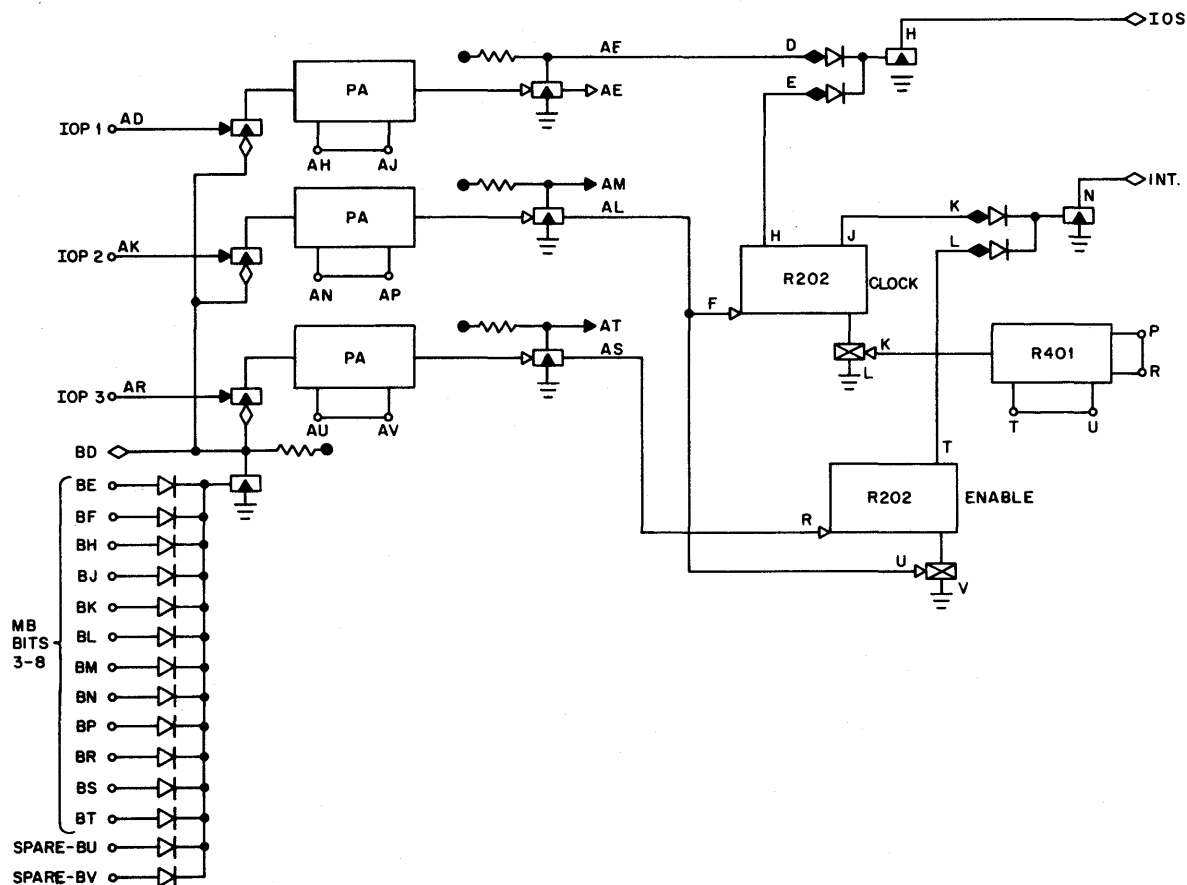 H
IOS
AF
D
PA
AE
E
IOP 1
AD
AH
AJ
INT.
N
AM
PA
AL
K
H
J
L
IOP 2
AK
R202
CLOCK
AN
AP
F
AT
PA
AS
K
R401
P
L
R
IOP 3
AR
AU
AV
T
U
BD
T
BE
R202
ENABLE
BF
R
BH
BJ
U
V
BK
MB
BITS
3-8
BL
BM
BN
BP
BR
BS
BT
SPARE-BU
SPARE-BV